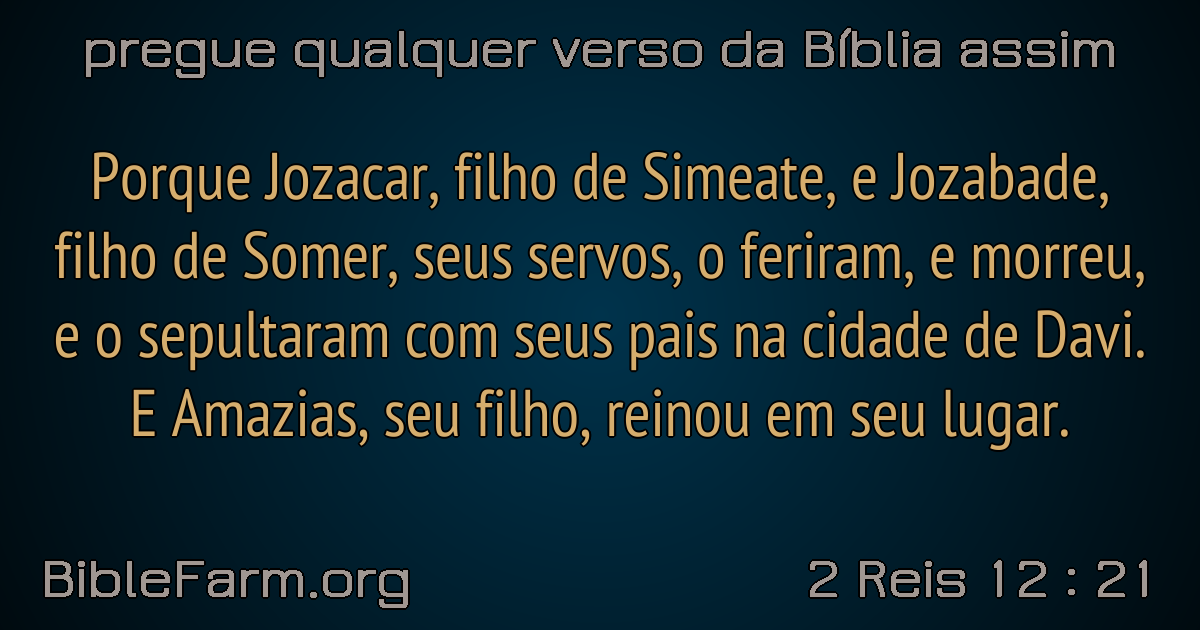 pregue qualquer verso da Bíblia assim
Porque Jozacar, filho de Simeate, e Jozabade,
filho de Somer, seus servos, o feriram, e morreu,
e o sepultaram com seus pais na cidade de Davi.
E Amazias, seu filho, reinou em seu lugar.
BibleFarm.org
2 Reis 12 : 21